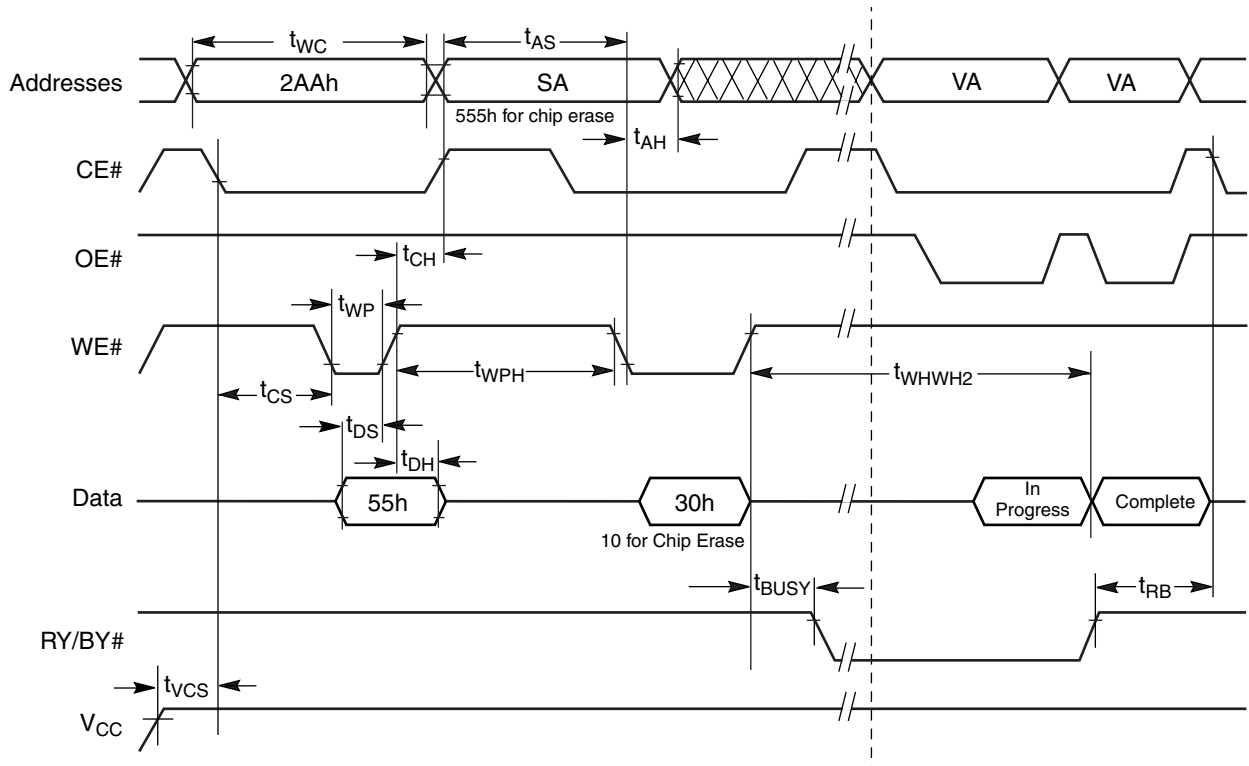 tWC
tAS
Addresses
2AAh
SA
VA
VA
555h for chip erase
tAH
CE#
OE#
tCH
tWP
WE#
tWPH
tWHWH2
tCS
tDS
tDH
Data
55h
30h
In
Progress
Complete
10 for Chip Erase
tBUSY
tRB
RY/BY#
tVCS
VCC